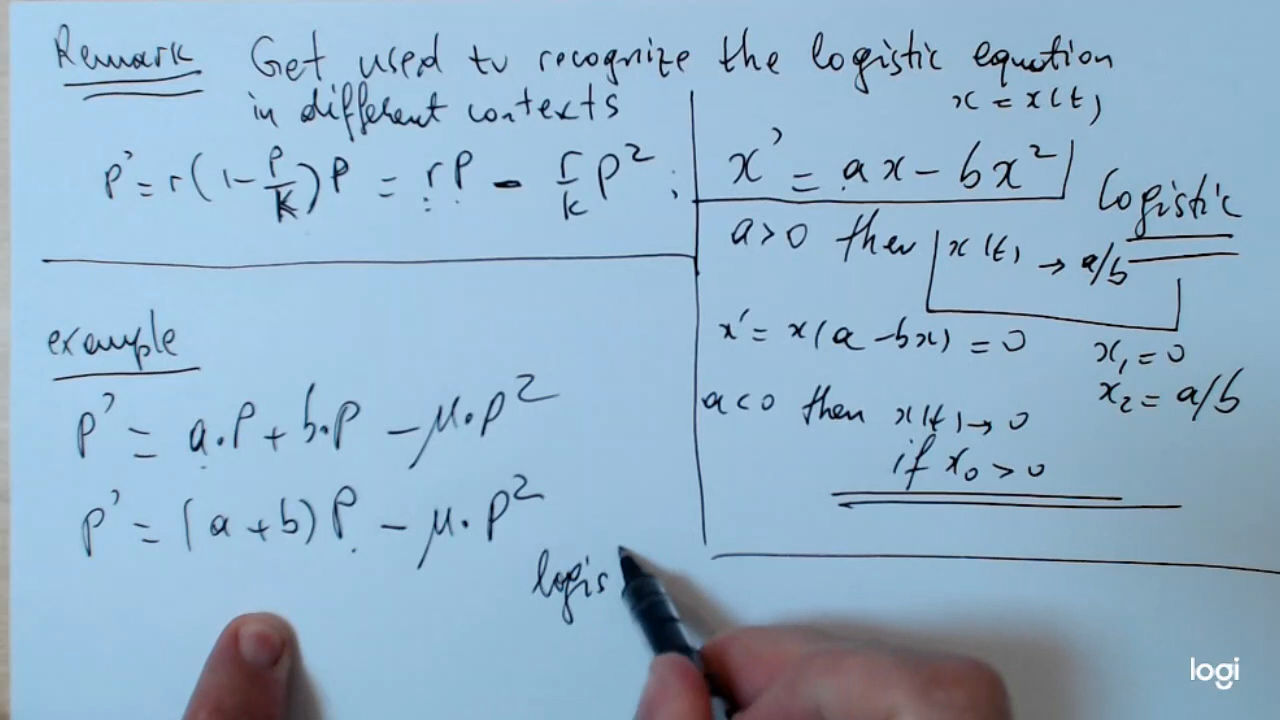 Remark Get used to recognize the logistic equation
in different contexts
x = x(t)
P' = r(1 - P/K)P = rP - r/K P² ;
x' = ax - bx²
Logistic
a>0 then x(t) → a/b
x' = x(a - bx) = 0
x₁ = 0
x₂ = a/b
a<0 then x(t) → 0
if x₀ > 0
example
P' = a·P + b·P - μ·P²
P' = (a + b)P - μ·P²
logis
logi